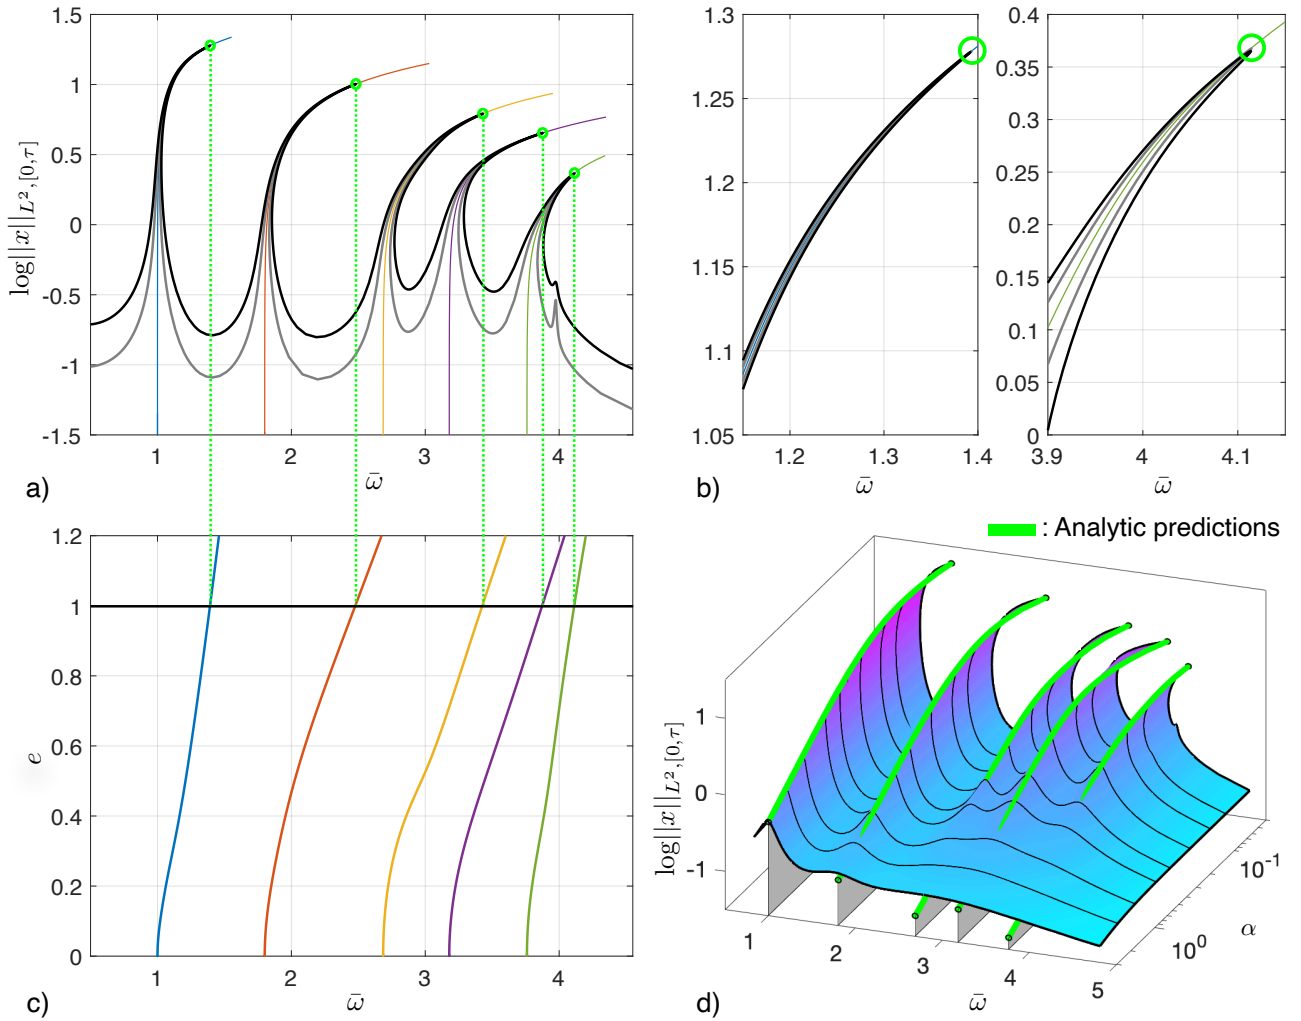 1.5
1
0.5
0
-0.5
-1
-1.5
log||x||_{L^2,[0,τ]}
1 2 3 4
ω̄
a)
1.3
1.25
1.2
1.15
1.1
1.05
1.2 1.3 1.4
ω̄
b)
0.4
0.35
0.3
0.25
0.2
0.15
0.1
0.05
0
3.9 4 4.1
ω̄
1.2
1
0.8
0.6
0.4
0.2
0
e
1 2 3 4
ω̄
c)
: Analytic predictions
1
0
-1
log||x||_{L^2,[0,τ]}
1 2 3 4 5
ω̄
10^0
10^{-1}
α
d)